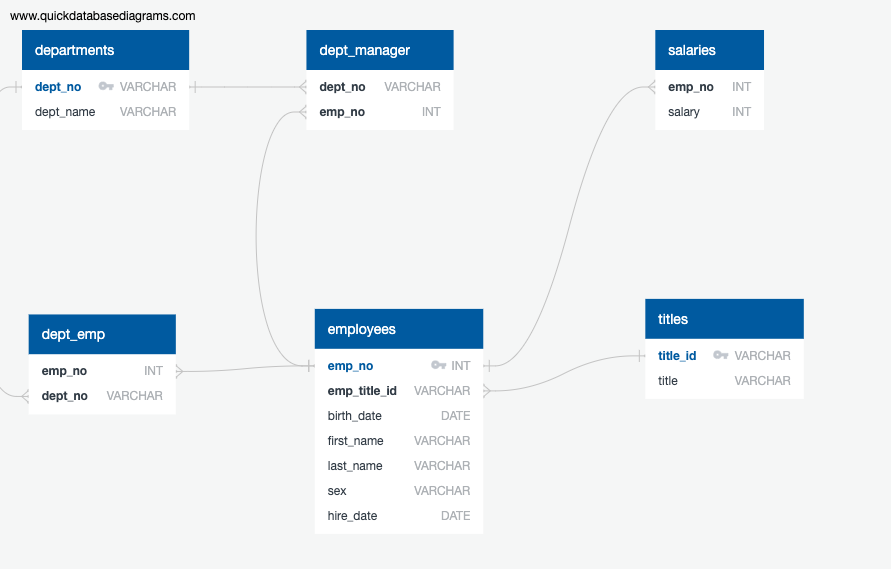 www.quickdatabasediagrams.com
departments
dept_no VARCHAR
dept_name VARCHAR
dept_manager
dept_no VARCHAR
emp_no INT
salaries
emp_no INT
salary INT
dept_emp
emp_no INT
dept_no VARCHAR
employees
emp_no INT
emp_title_id VARCHAR
birth_date DATE
first_name VARCHAR
last_name VARCHAR
sex VARCHAR
hire_date DATE
titles
title_id VARCHAR
title VARCHAR